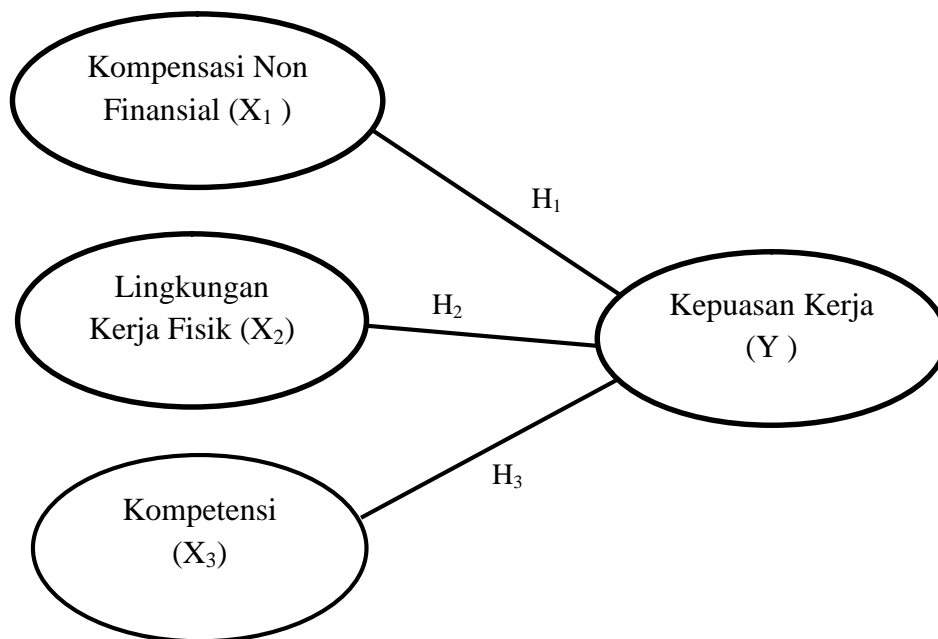 Kompensasi Non
Finansial (X₁ )
H₁
Lingkungan
Kerja Fisik (X₂)
H₂
Kepuasan Kerja
(Y )
Kompetensi
(X₃)
H₃